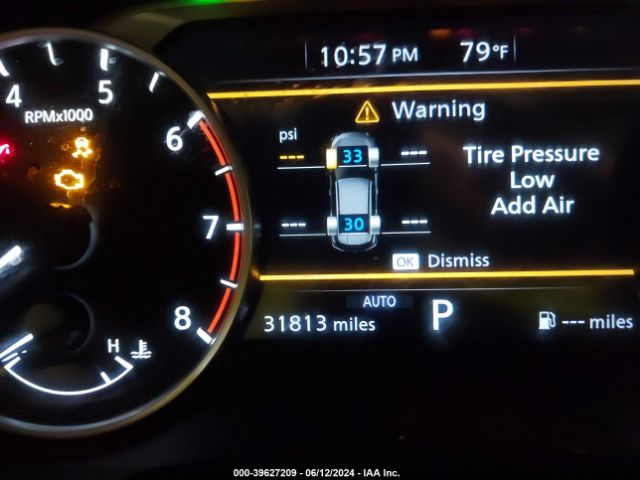 10:57 PM 79°F
4 5
RPMx1000
6
7
8
H
Warning
psi
--- 33 ---
--- 30 ---
Tire Pressure
Low
Add Air
OK Dismiss
AUTO
31813 miles P --- miles
000-39627209 - 06/12/2024 - IAA Inc.